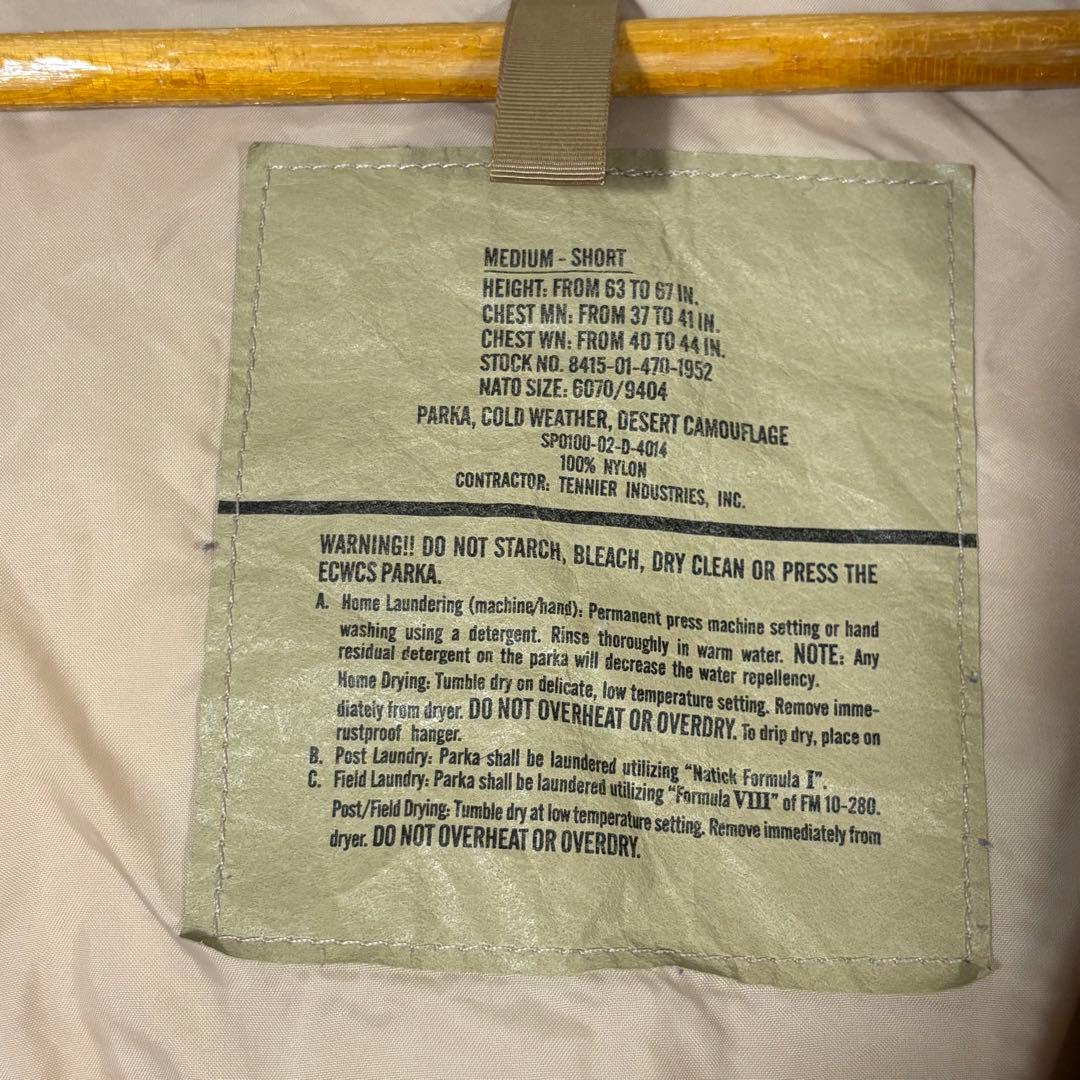 MEDIUM - SHORT
HEIGHT: FROM 63 TO 67 IN.
CHEST MN: FROM 37 TO 41 IN.
CHEST WN: FROM 40 TO 44 IN.
STOCK NO. 8415-01-470-1952
NATO SIZE: 6070/9404
PARKA, COLD WEATHER, DESERT CAMOUFLAGE
SPO100-02-D-4014
100% NYLON
CONTRACTOR: TENNIER INDUSTRIES, INC.
WARNING!! DO NOT STARCH, BLEACH, DRY CLEAN OR PRESS THE
ECWCS PARKA.
A. Home Laundering (machine/hand): Permanent press machine setting or hand
washing using a detergent. Rinse thoroughly in warm water. NOTE: Any
residual detergent on the parka will decrease the water repellency.
Home Drying: Tumble dry on delicate, low temperature setting. Remove imme-
diately from dryer. DO NOT OVERHEAT OR OVERDRY. To drip dry, place on
rustproof hanger.
B. Post Laundry: Parka shall be laundered utilizing "Natick Formula I".
C. Field Laundry: Parka shall be laundered utilizing "Formula VIII" of FM 10-280.
Post/Field Drying: Tumble dry at low temperature setting. Remove immediately from
dryer. DO NOT OVERHEAT OR OVERDRY.